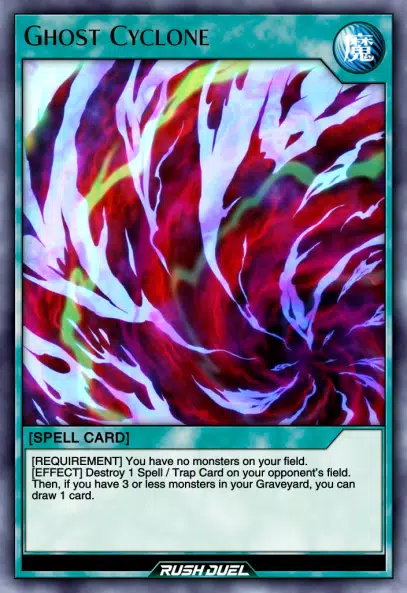 Ghost Cyclone
魔
[SPELL CARD]
[REQUIREMENT] You have no monsters on your field.
[EFFECT] Destroy 1 Spell / Trap Card on your opponent's field.
Then, if you have 3 or less monsters in your Graveyard, you can
draw 1 card.
RUSH DUEL